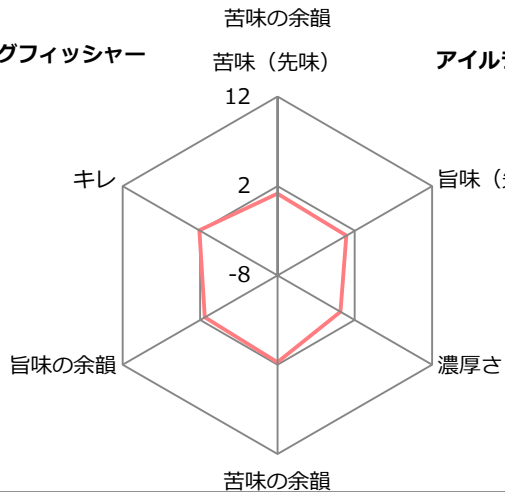 苦味の余韻
グフィッシャー
苦味（先味）
アイル
12
キレ
2
旨味（
-8
旨味の余韻
濃厚さ
苦味の余韻